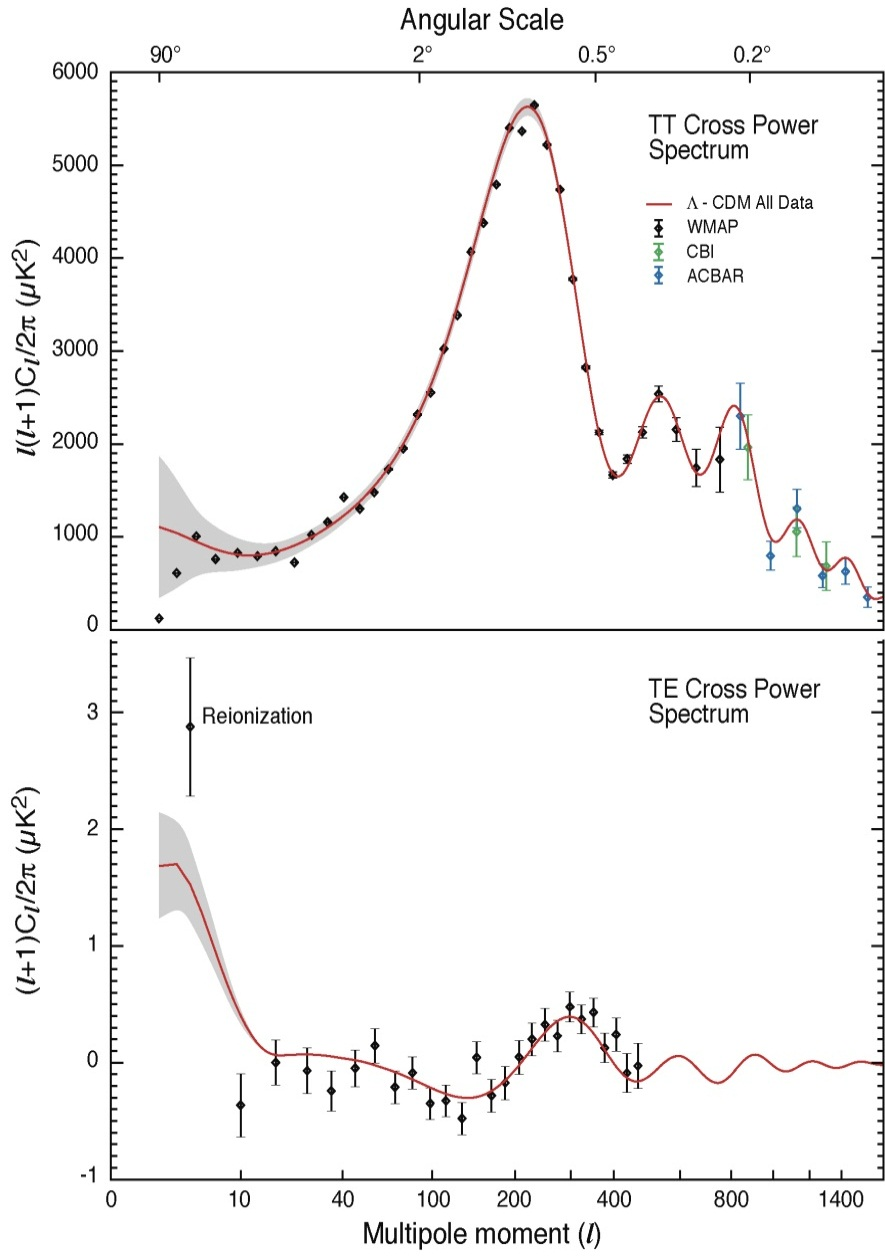 Angular Scale
90° 2° 0.5° 0.2°
6000
5000
4000
3000
2000
1000
0
l(l+1)Cl/2π (μK²)
TT Cross Power
Spectrum
Λ - CDM All Data
WMAP
CBI
ACBAR
TE Cross Power
Spectrum
Reionization
3
2
1
0
-1
(l+1)Cl/2π (μK²)
0 10 40 100 200 400 800 1400
Multipole moment (l)